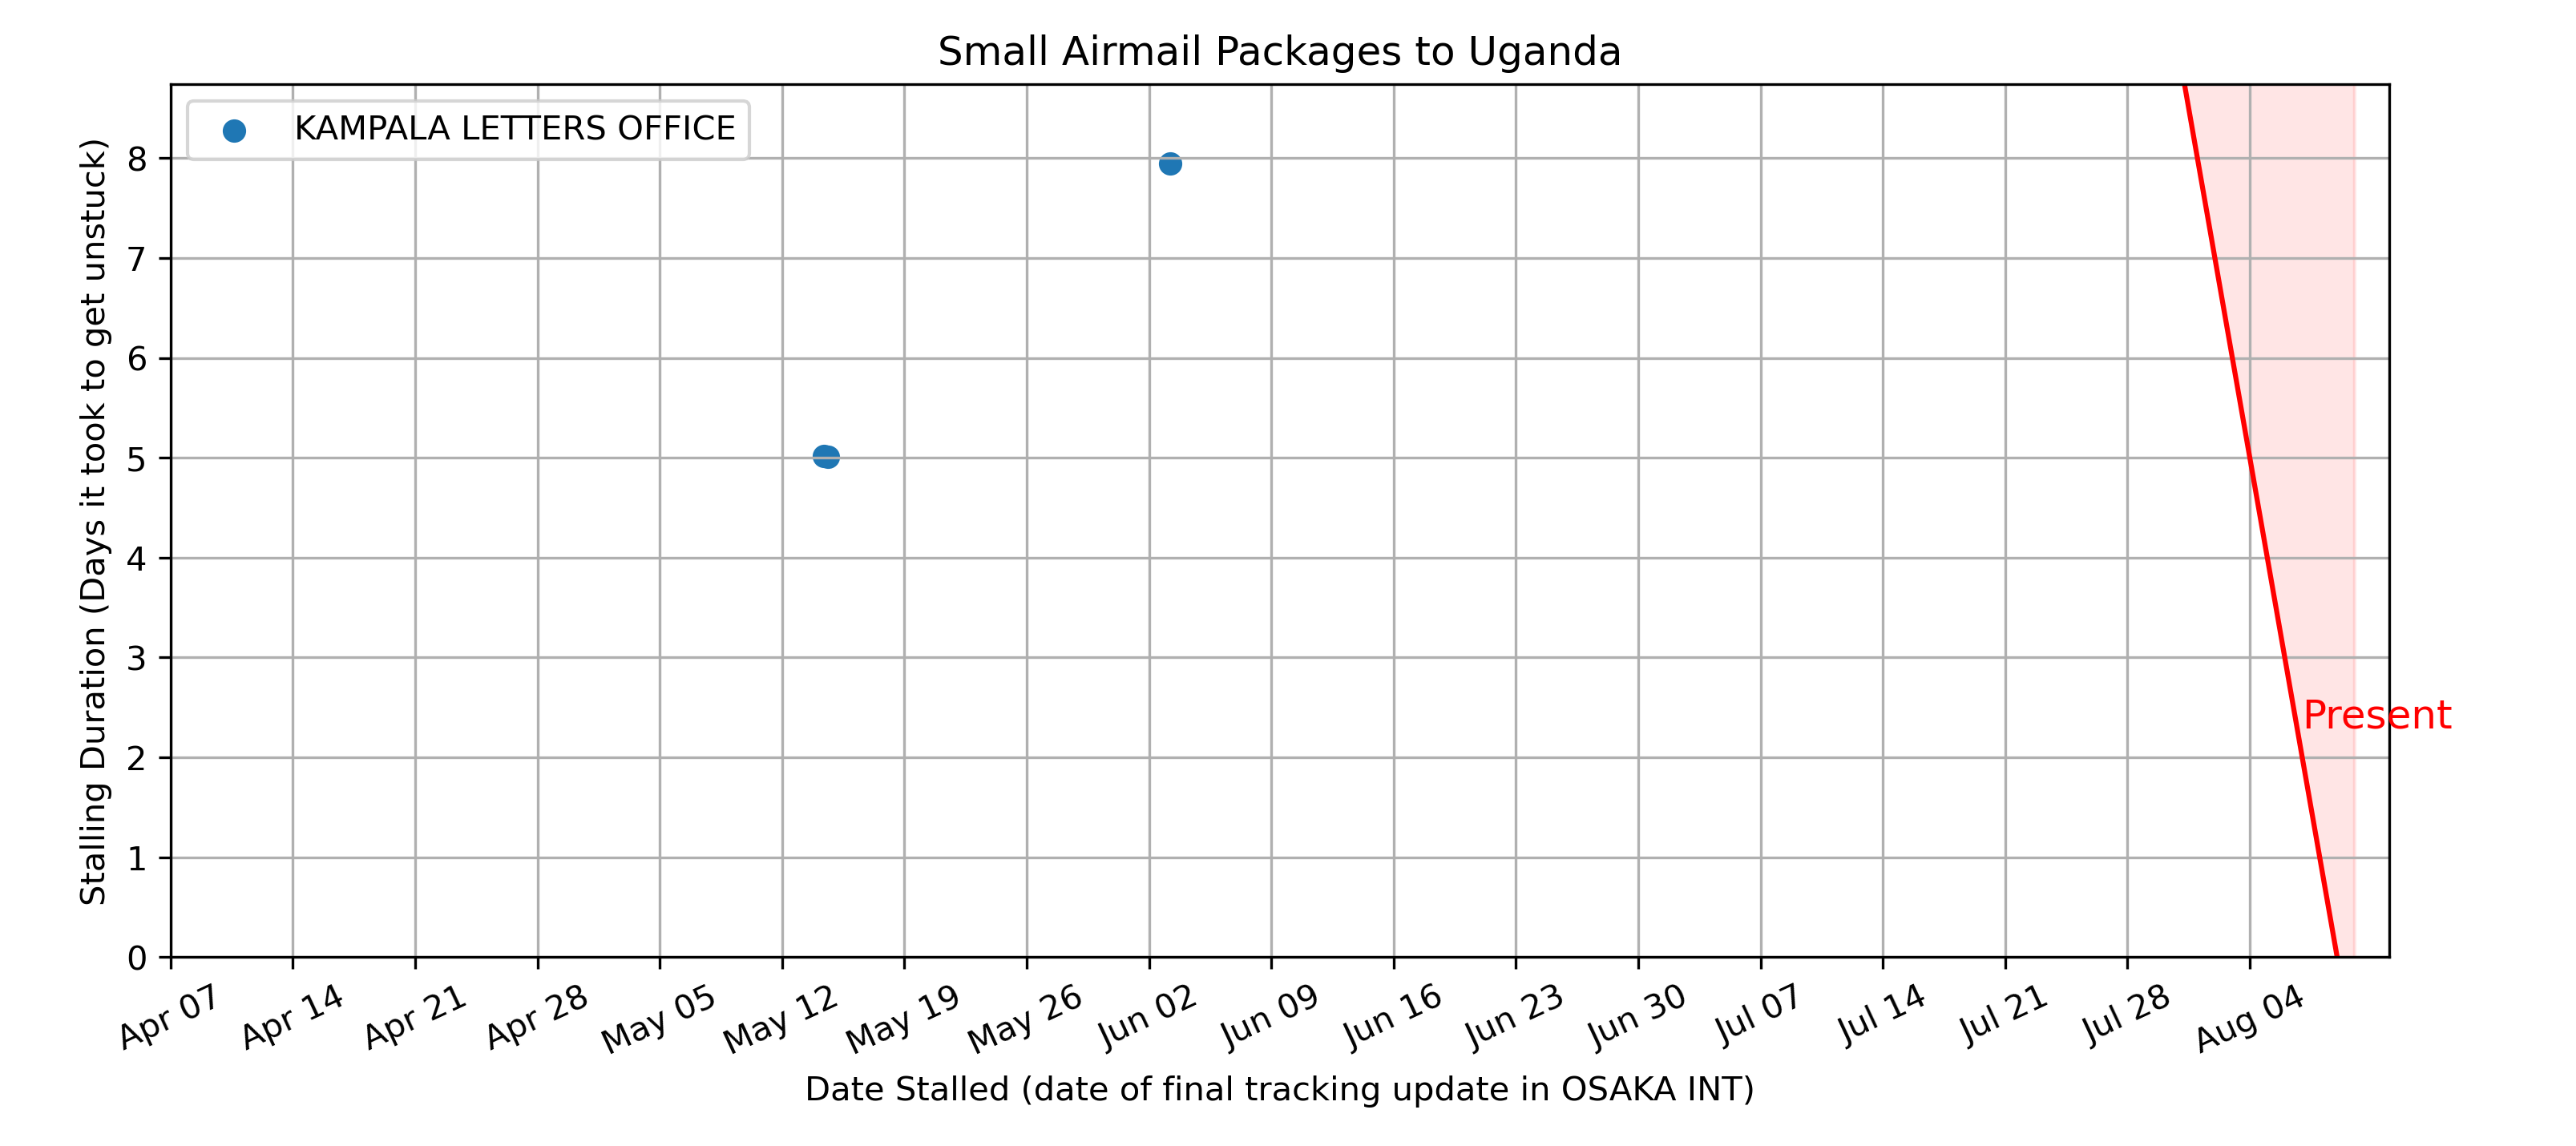 Small Airmail Packages to Uganda
KAMPALA LETTERS OFFICE
Stalling Duration (Days it took to get unstuck)
8
7
6
5
4
3
2
1
0
Present
Apr 07
Apr 14
Apr 21
Apr 28
May 05
May 12
May 19
May 26
Jun 02
Jun 09
Jun 16
Jun 23
Jun 30
Jul 07
Jul 14
Jul 21
Jul 28
Aug 04
Date Stalled (date of final tracking update in OSAKA INT)